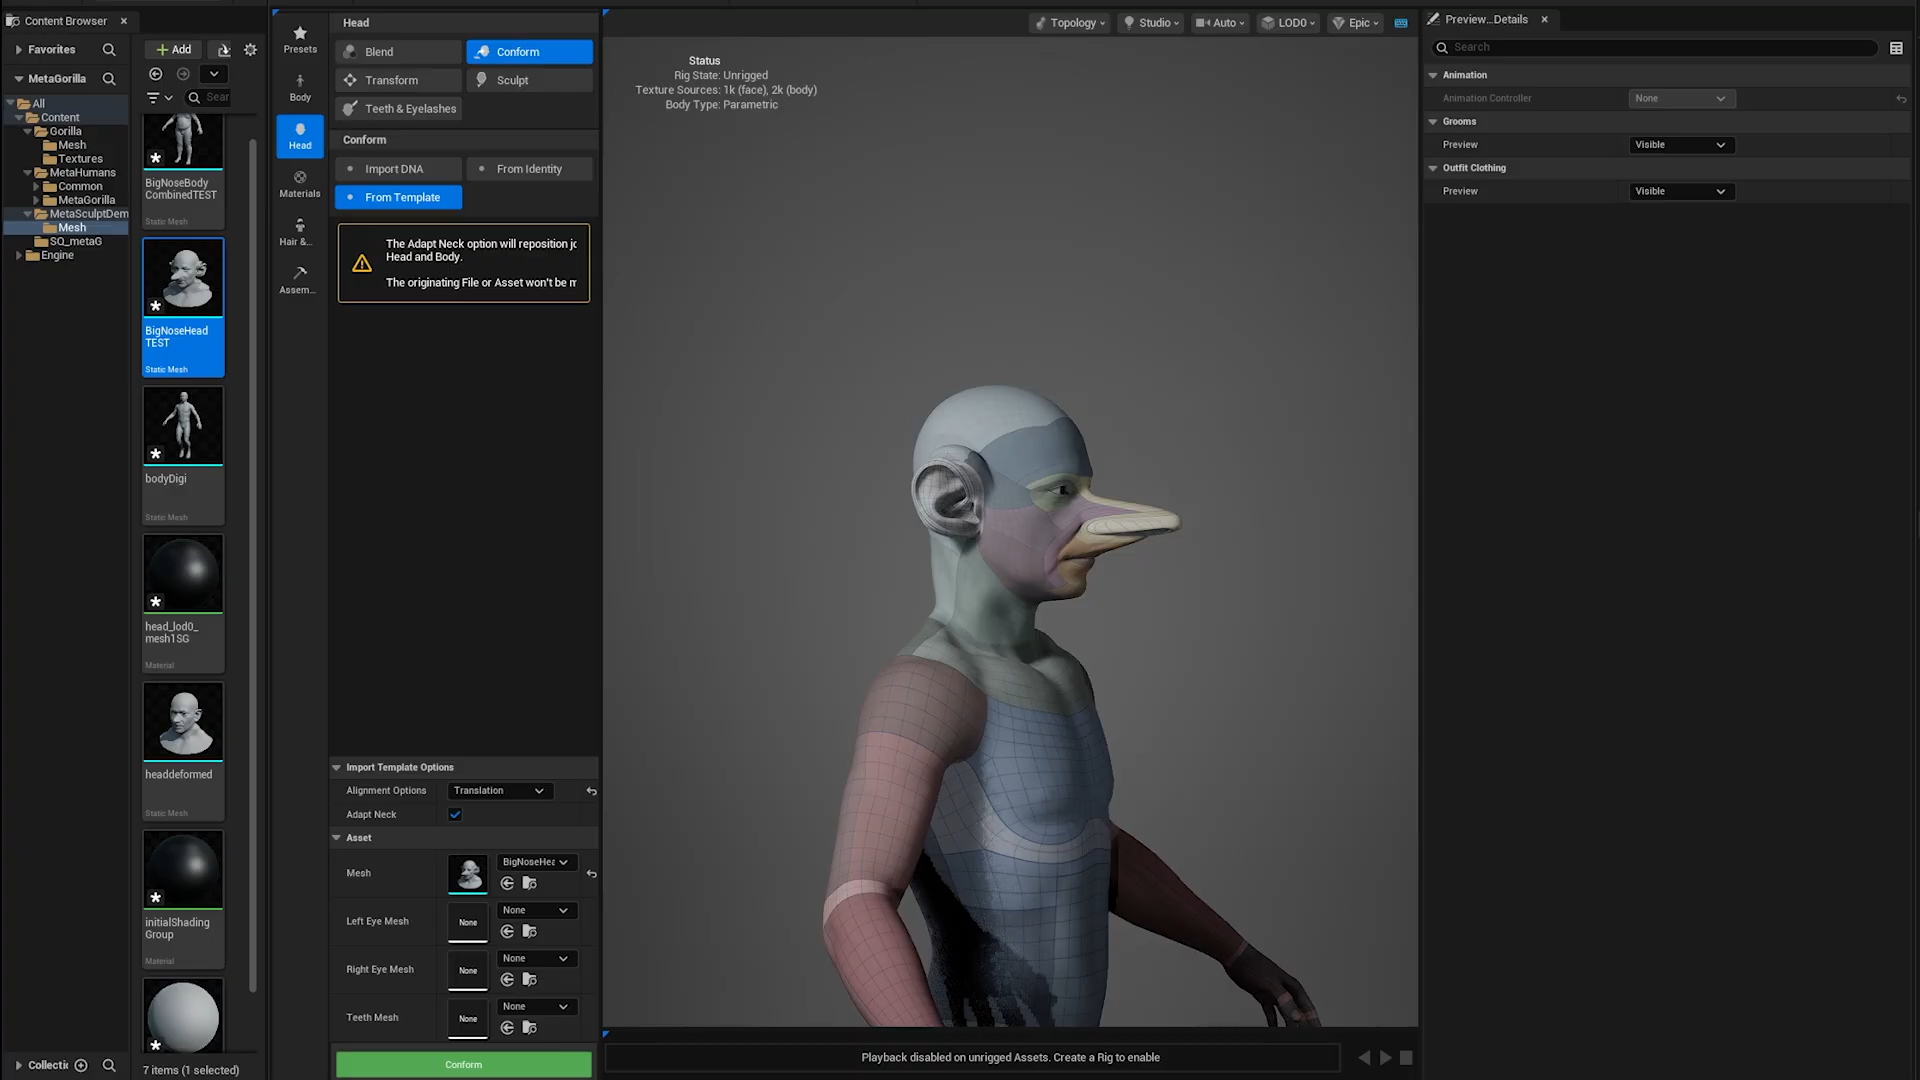 Content Browser
Favorites
Add
MetaGorilla
Sear
All
Content
Gorilla
Mesh
Textures
MetaHumans
Common
MetaGorilla
MetaSculptDem
Mesh
SQ_metaG
Engine
BigNoseBody
CombinedTEST
Static Mesh
BigNoseHead
TEST
Static Mesh
bodyDigi
Static Mesh
head_lod0_
mesh1SG
Material
headdeformed
Static Mesh
initialShading
Group
Material
Collectic
7 items (1 selected)
Presets
Body
Head
Materials
Hair &...
Assem...
Head
Blend
Conform
Transform
Sculpt
Teeth & Eyelashes
Conform
Import DNA
From Identity
From Template
The Adapt Neck option will reposition jc
Head and Body.
The originating File or Asset won't be m
Import Template Options
Alignment Options
Translation
Adapt Neck
Asset
Mesh
BigNoseHea
Left Eye Mesh
None
None
Right Eye Mesh
None
None
Teeth Mesh
None
None
Conform
Topology
Studio
Auto
LOD0
Epic
Status
Rig State: Unrigged
Texture Sources: 1k (face), 2k (body)
Body Type: Parametric
Playback disabled on unrigged Assets. Create a Rig to enable
Preview...Details
Search
Animation
Animation Controller
None
Grooms
Preview
Visible
Outfit Clothing
Preview
Visible